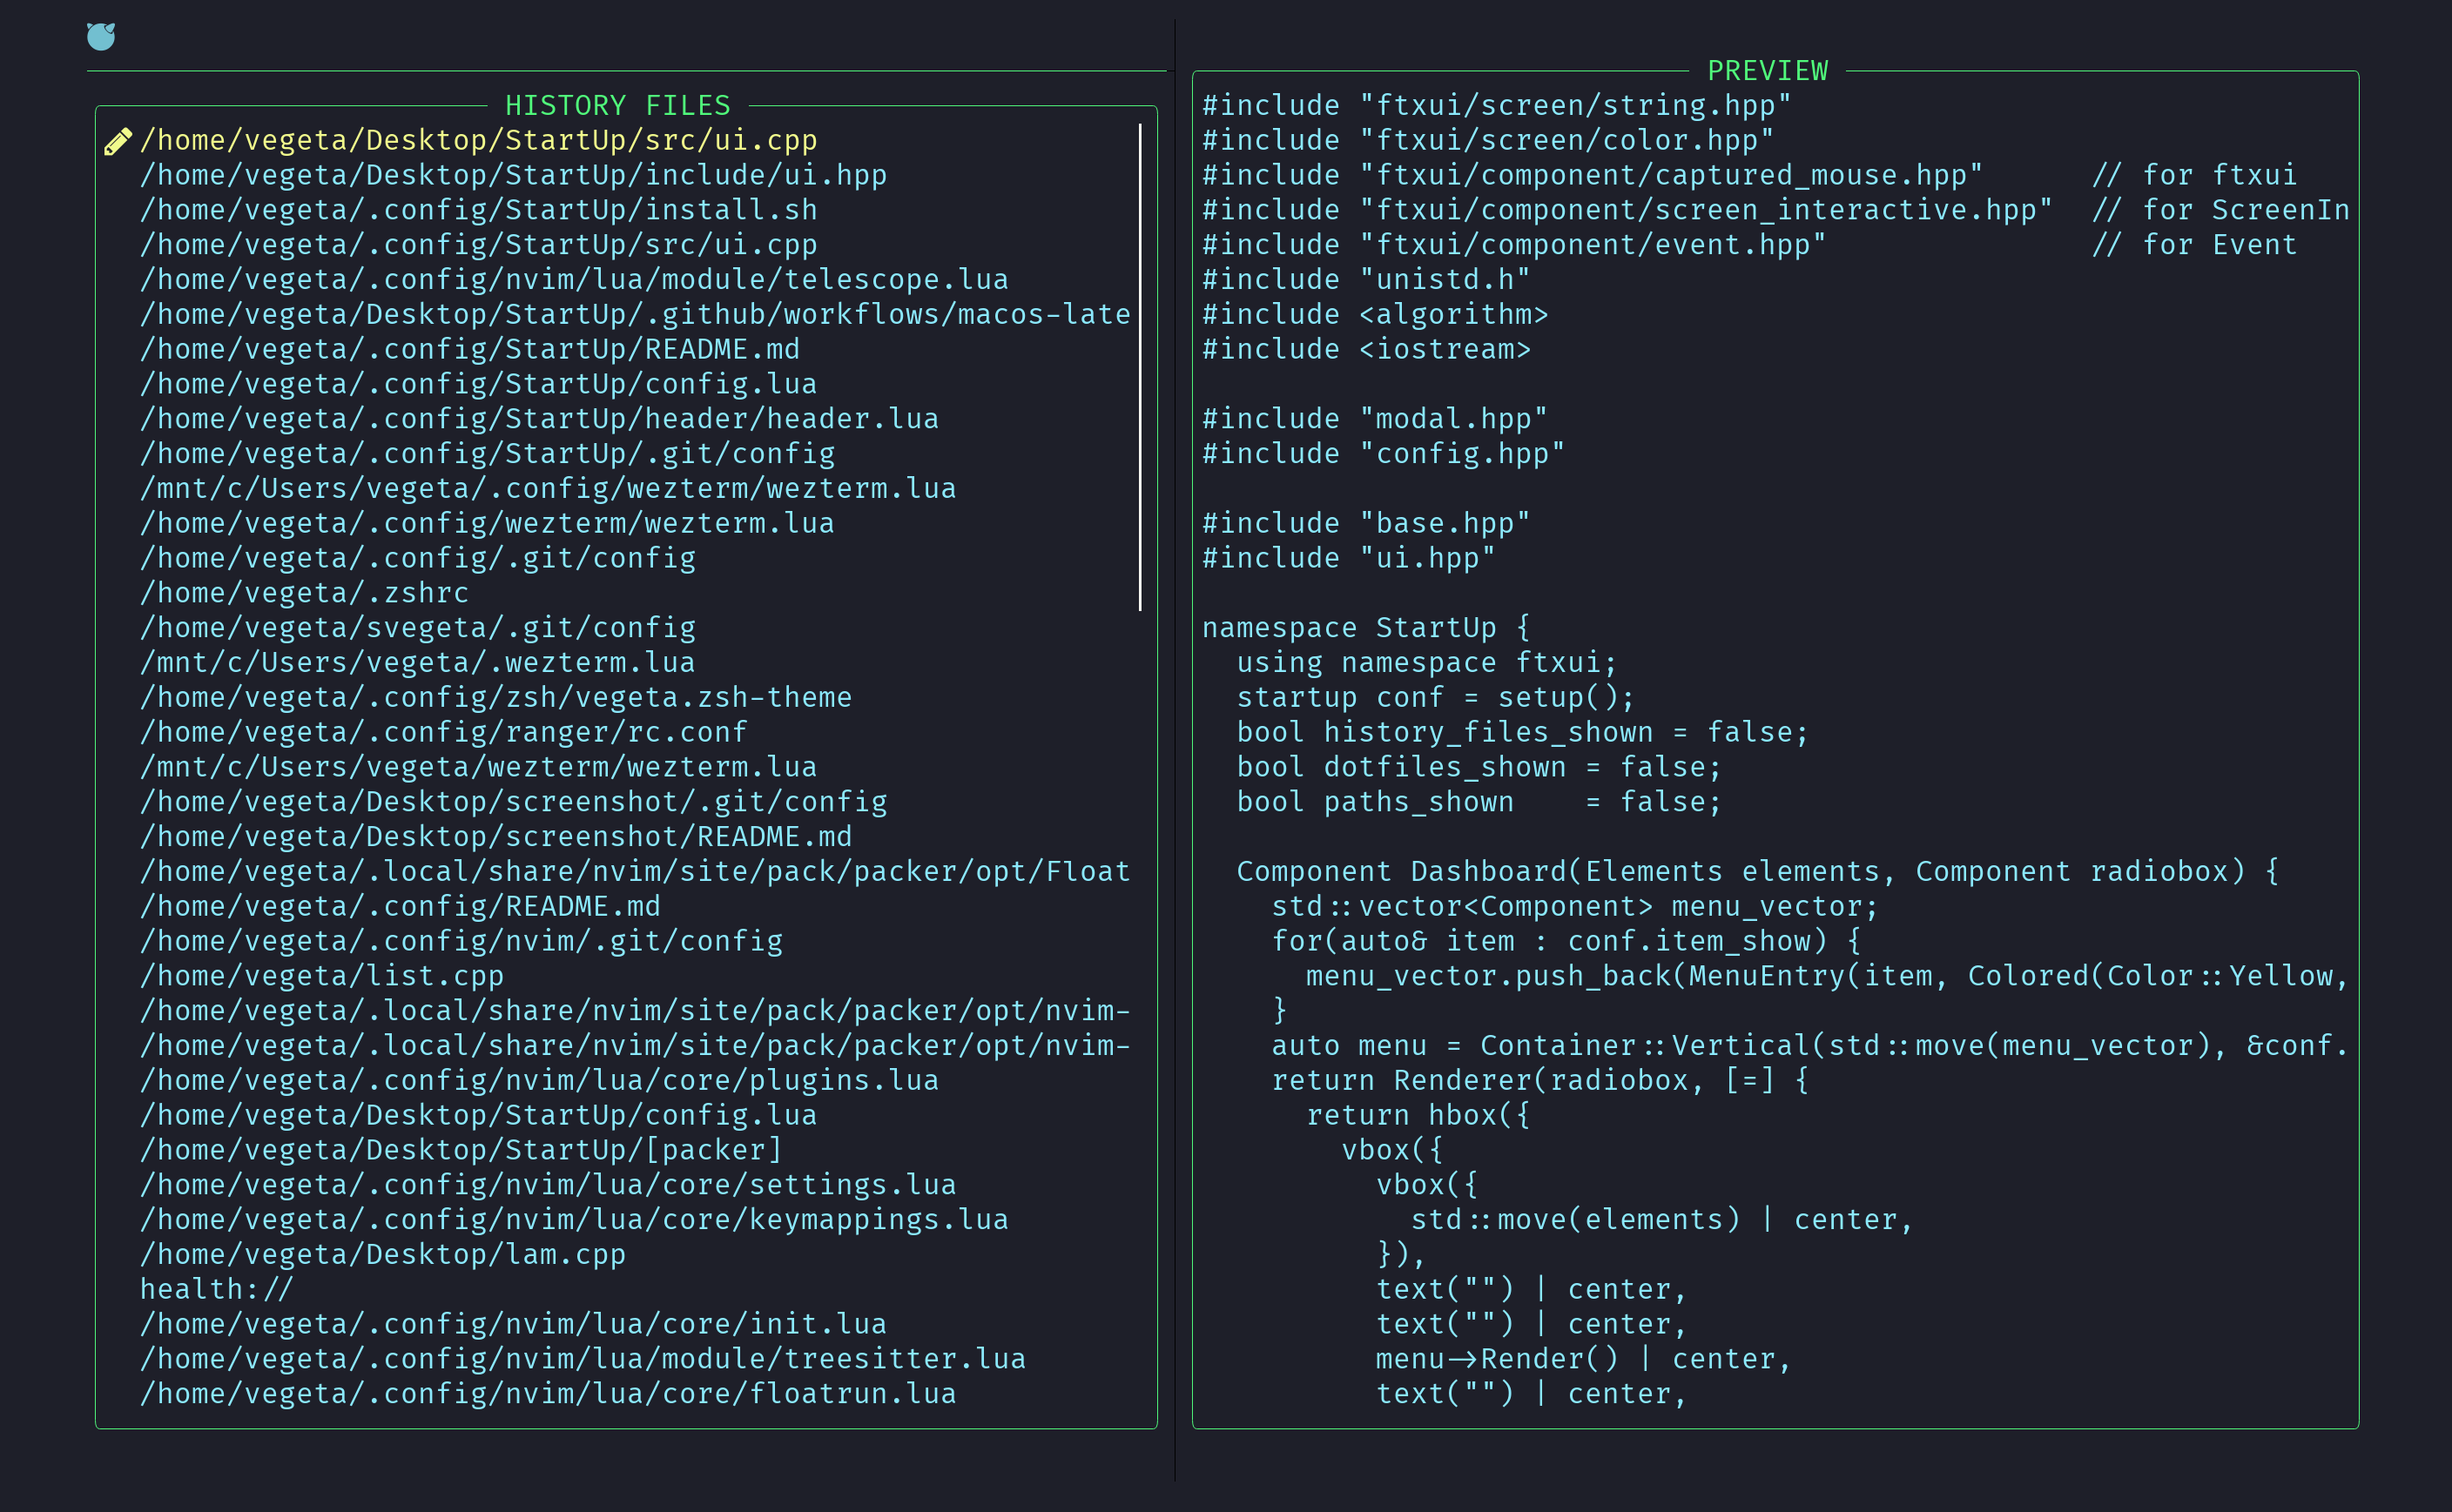 HISTORY FILES
/home/vegeta/Desktop/StartUp/src/ui.cpp
/home/vegeta/Desktop/StartUp/include/ui.hpp
/home/vegeta/.config/StartUp/install.sh
/home/vegeta/.config/StartUp/src/ui.cpp
/home/vegeta/.config/nvim/lua/module/telescope.lua
/home/vegeta/Desktop/StartUp/.github/workflows/macos-late
/home/vegeta/.config/StartUp/README.md
/home/vegeta/.config/StartUp/config.lua
/home/vegeta/.config/StartUp/header/header.lua
/home/vegeta/.config/StartUp/.git/config
/mnt/c/Users/vegeta/.config/wezterm/wezterm.lua
/home/vegeta/.config/wezterm/wezterm.lua
/home/vegeta/.config/.git/config
/home/vegeta/.zshrc
/home/vegeta/svegeta/.git/config
/mnt/c/Users/vegeta/.wezterm.lua
/home/vegeta/.config/zsh/vegeta.zsh-theme
/home/vegeta/.config/ranger/rc.conf
/mnt/c/Users/vegeta/wezterm/wezterm.lua
/home/vegeta/Desktop/screenshot/.git/config
/home/vegeta/Desktop/screenshot/README.md
/home/vegeta/.local/share/nvim/site/pack/packer/opt/Float
/home/vegeta/.config/README.md
/home/vegeta/.config/nvim/.git/config
/home/vegeta/list.cpp
/home/vegeta/.local/share/nvim/site/pack/packer/opt/nvim-
/home/vegeta/.local/share/nvim/site/pack/packer/opt/nvim-
/home/vegeta/.config/nvim/lua/core/plugins.lua
/home/vegeta/Desktop/StartUp/config.lua
/home/vegeta/Desktop/StartUp/[packer]
/home/vegeta/.config/nvim/lua/core/settings.lua
/home/vegeta/.config/nvim/lua/core/keymappings.lua
/home/vegeta/Desktop/lam.cpp
health://
/home/vegeta/.config/nvim/lua/core/init.lua
/home/vegeta/.config/nvim/lua/module/treesitter.lua
/home/vegeta/.config/nvim/lua/core/floatrun.lua
PREVIEW
#include "ftxui/screen/string.hpp"
#include "ftxui/screen/color.hpp"
#include "ftxui/component/captured_mouse.hpp"      // for ftxui
#include "ftxui/component/screen_interactive.hpp"  // for ScreenIn
#include "ftxui/component/event.hpp"               // for Event
#include "unistd.h"
#include <algorithm>
#include <iostream>
#include "modal.hpp"
#include "config.hpp"
#include "base.hpp"
#include "ui.hpp"
namespace StartUp {
  using namespace ftxui;
  startup conf = setup();
  bool history_files_shown = false;
  bool dotfiles_shown = false;
  bool paths_shown    = false;
  Component Dashboard(Elements elements, Component radiobox) {
    std::vector<Component> menu_vector;
    for(auto& item : conf.item_show) {
      menu_vector.push_back(MenuEntry(item, Colored(Color::Yellow,
    }
    auto menu = Container::Vertical(std::move(menu_vector), &conf.
    return Renderer(radiobox, [=] {
      return hbox({
        vbox({
          vbox({
            std::move(elements) | center,
          }),
          text("") | center,
          text("") | center,
          menu->Render() | center,
          text("") | center,